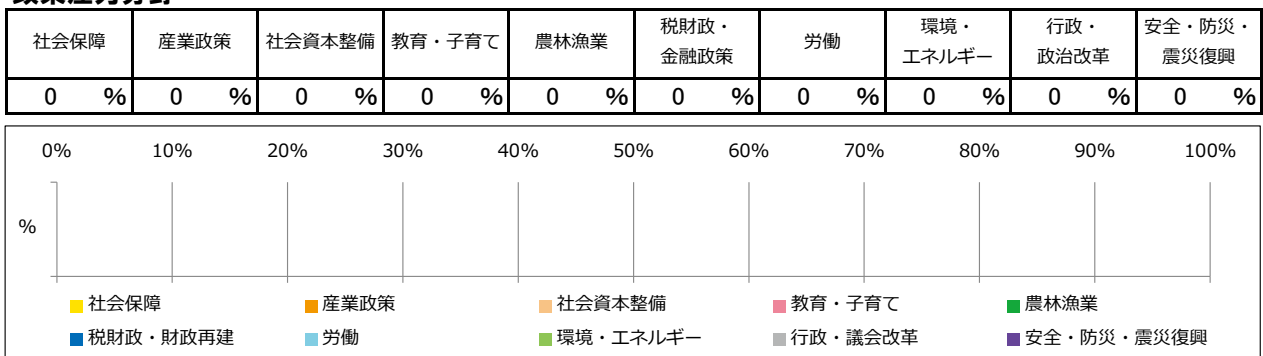 社会保障 産業政策 社会資本整備 教育・子育て 農林漁業 税財政・ 労働 環境・ 行政・ 安全・防災・
金融政策 エネルギー 政治改革 震災復興
0 % 0 % 0 % 0 % 0 % 0 % 0 % 0 % 0 % 0 %
0% 10% 20% 30% 40% 50% 60% 70% 80% 90% 100%
%
社会保障 産業政策 社会資本整備 教育・子育て 農林漁業
税財政・財政再建 労働 環境・エネルギー 行政・議会改革 安全・防災・震災復興